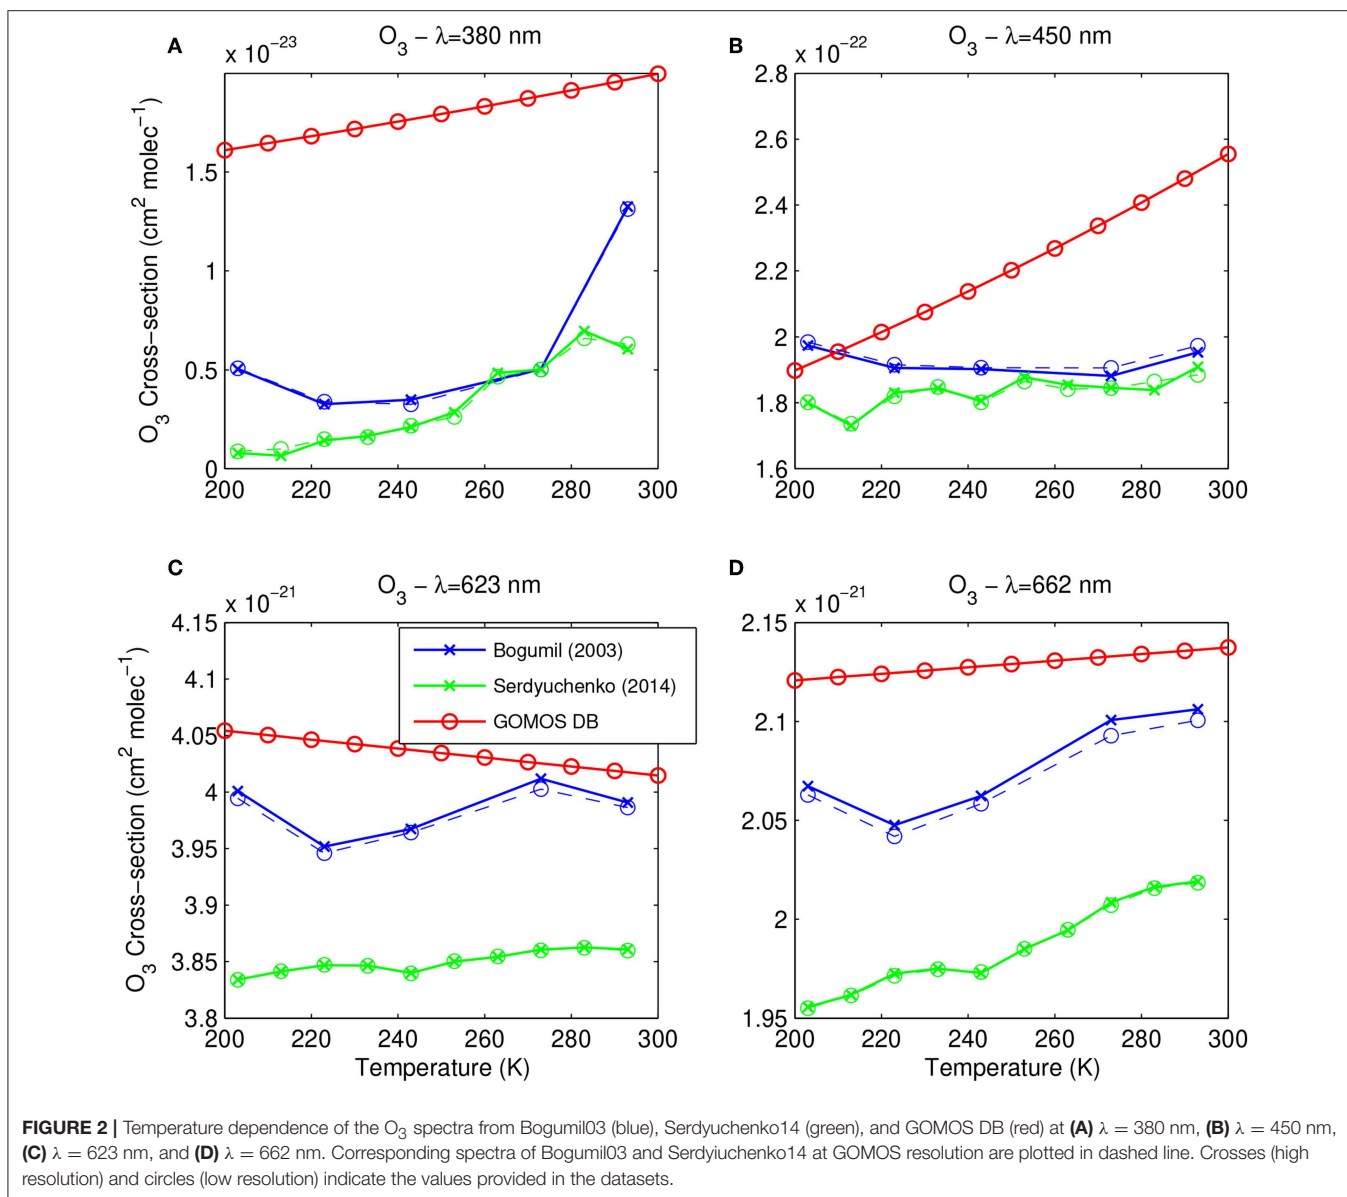 A
O3 – λ=380 nm
x 10−23
O3 Cross−section (cm2 molec−1)
1.5
1
0.5
0
200 220 240 260 280 300
B
O3 – λ=450 nm
x 10−22
2.8
2.6
2.4
2.2
2
1.8
1.6
200 220 240 260 280 300
C
O3 – λ=623 nm
x 10−21
O3 Cross−section (cm2 molec−1)
4.15
4.1
4.05
4
3.95
3.9
3.85
3.8
200 220 240 260 280 300
Temperature (K)
Bogumil (2003)
Serdyuchenko (2014)
GOMOS DB
D
O3 – λ=662 nm
x 10−21
2.15
2.1
2.05
2
1.95
200 220 240 260 280 300
Temperature (K)
FIGURE 2 | Temperature dependence of the O3 spectra from Bogumil03 (blue), Serdyuchenko14 (green), and GOMOS DB (red) at (A) λ = 380 nm, (B) λ = 450 nm,
(C) λ = 623 nm, and (D) λ = 662 nm. Corresponding spectra of Bogumil03 and Serdyiuchenko14 at GOMOS resolution are plotted in dashed line. Crosses (high
resolution) and circles (low resolution) indicate the values provided in the datasets.